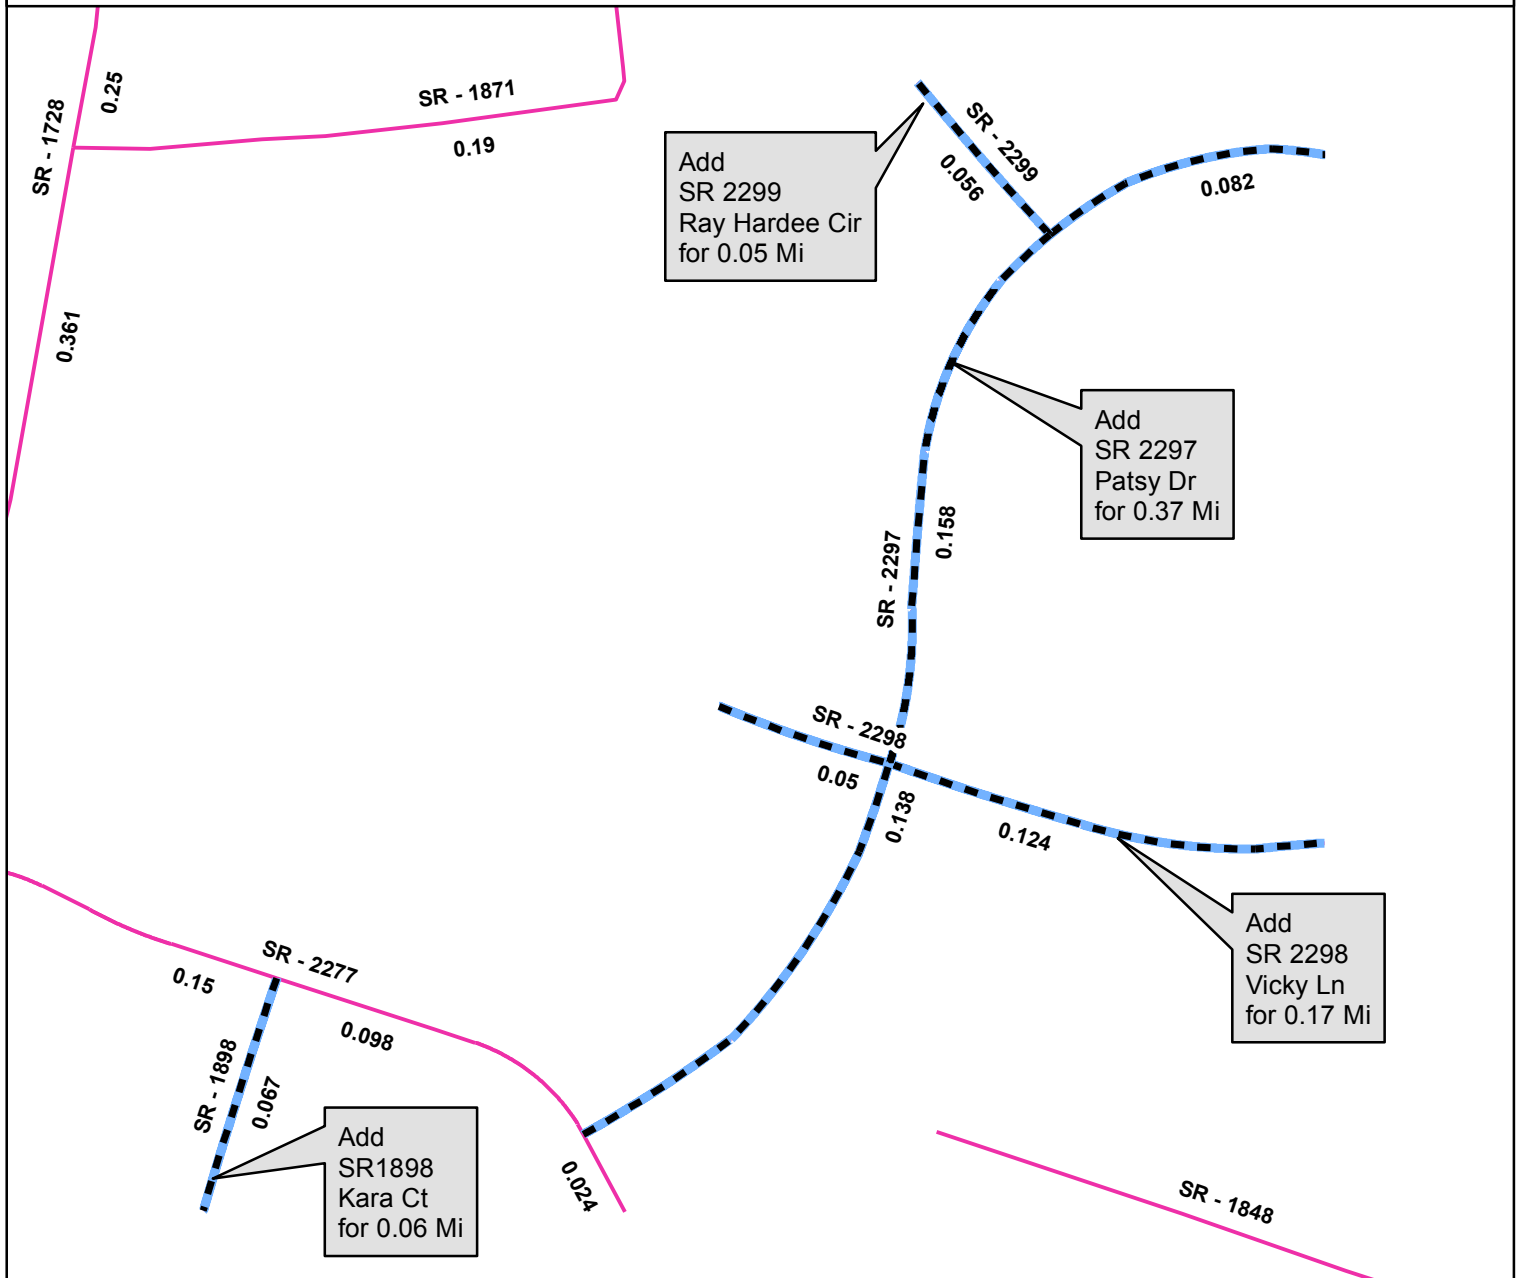 SR - 1728
0.25
SR - 1871
0.19
0.361
Add
SR 2299
Ray Hardee Cir
for 0.05 Mi
SR - 2299
0.056
0.082
Add
SR 2297
Patsy Dr
for 0.37 Mi
SR - 2297
0.158
SR - 2298
0.05
0.138
0.124
Add
SR 2298
Vicky Ln
for 0.17 Mi
SR - 2277
0.15
0.098
SR - 1898
0.067
Add
SR1898
Kara Ct
for 0.06 Mi
0.024
SR - 1848